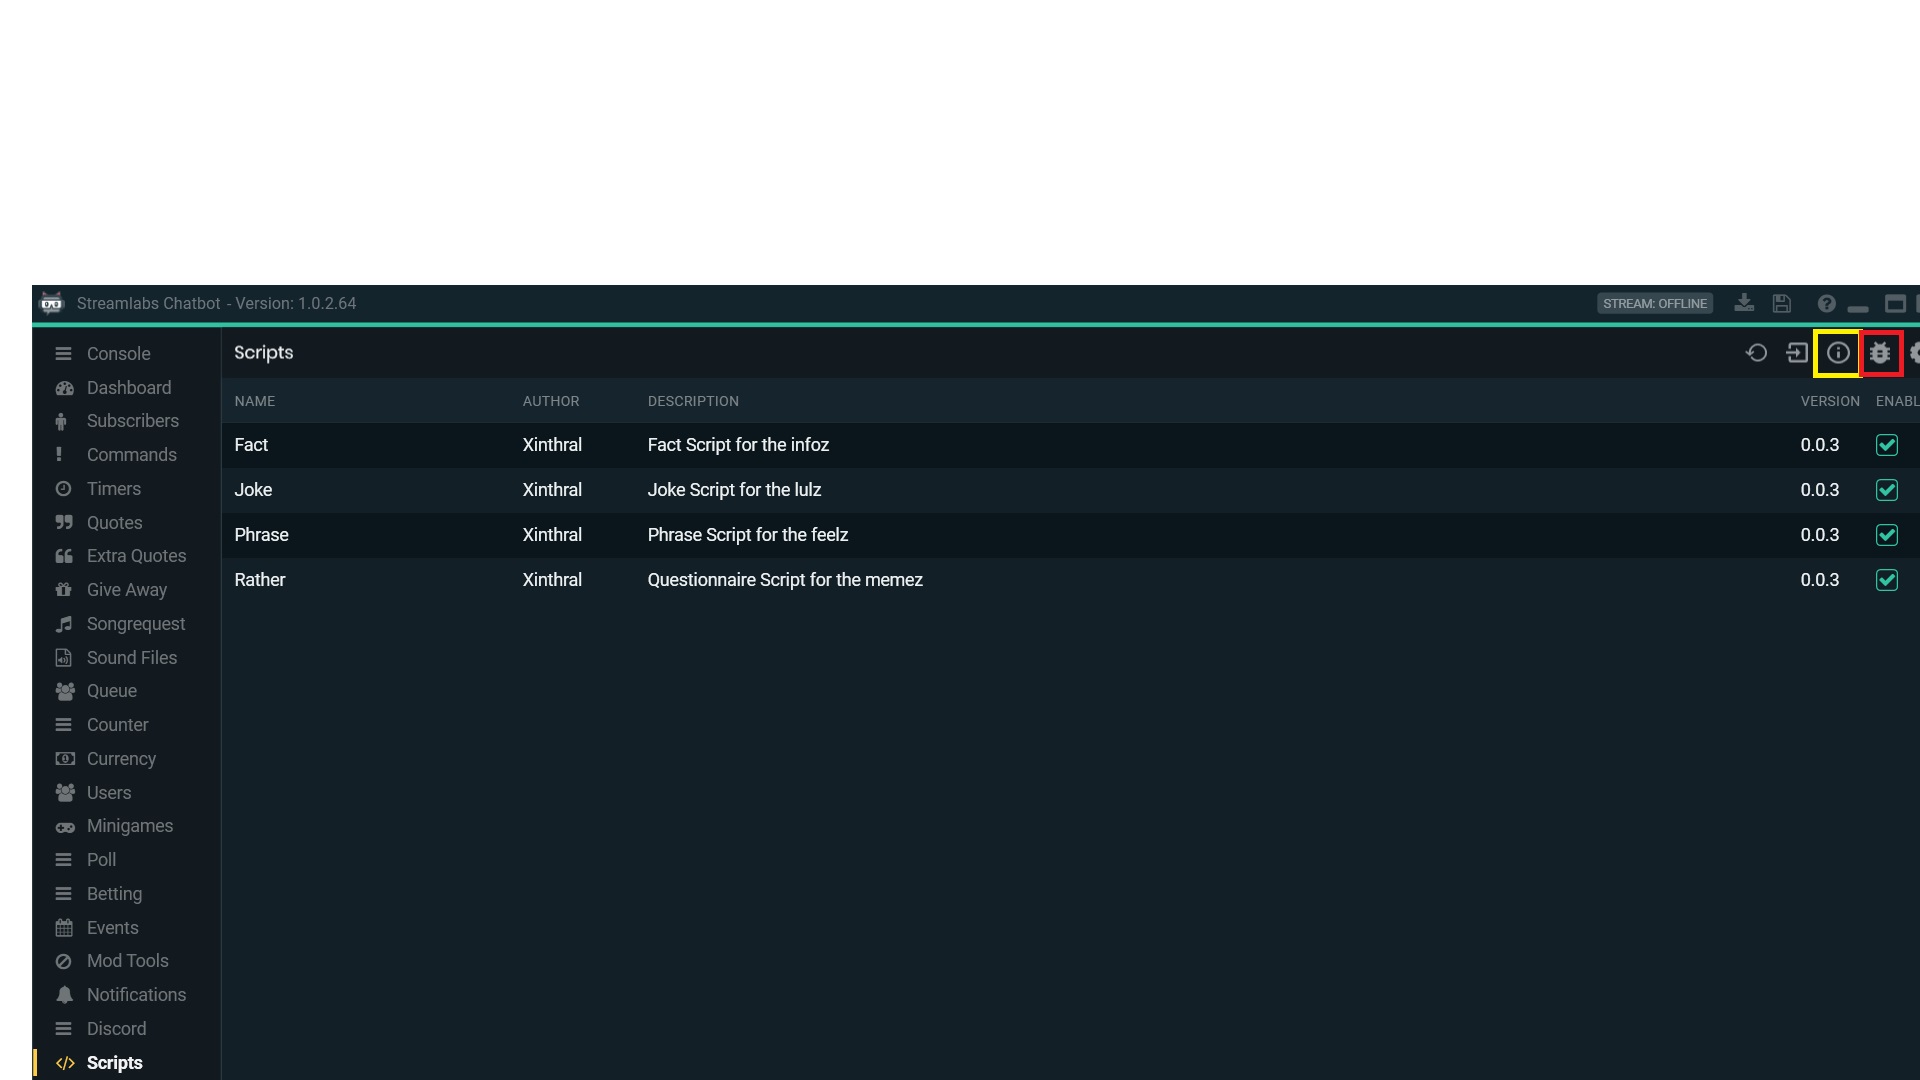 Streamlabs Chatbot - Version: 1.0.2.64
STREAM: OFFLINE
Scripts
NAME AUTHOR DESCRIPTION VERSION ENABL
Fact Xinthral Fact Script for the infoz 0.0.3
Joke Xinthral Joke Script for the lulz 0.0.3
Phrase Xinthral Phrase Script for the feelz 0.0.3
Rather Xinthral Questionnaire Script for the memez 0.0.3
Console
Dashboard
Subscribers
Commands
Timers
Quotes
Extra Quotes
Give Away
Songrequest
Sound Files
Queue
Counter
Currency
Users
Minigames
Poll
Betting
Events
Mod Tools
Notifications
Discord
Scripts